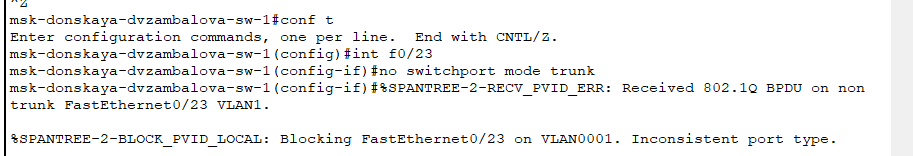 ^Z
msk-donskaya-dvzambalova-sw-1#conf t
Enter configuration commands, one per line.  End with CNTL/Z.
msk-donskaya-dvzambalova-sw-1(config)#int f0/23
msk-donskaya-dvzambalova-sw-1(config-if)#no switchport mode trunk
msk-donskaya-dvzambalova-sw-1(config-if)#%SPANTREE-2-RECV_PVID_ERR: Received 802.1Q BPDU on non
trunk FastEthernet0/23 VLAN1.
%SPANTREE-2-BLOCK_PVID_LOCAL: Blocking FastEthernet0/23 on VLAN0001. Inconsistent port type.